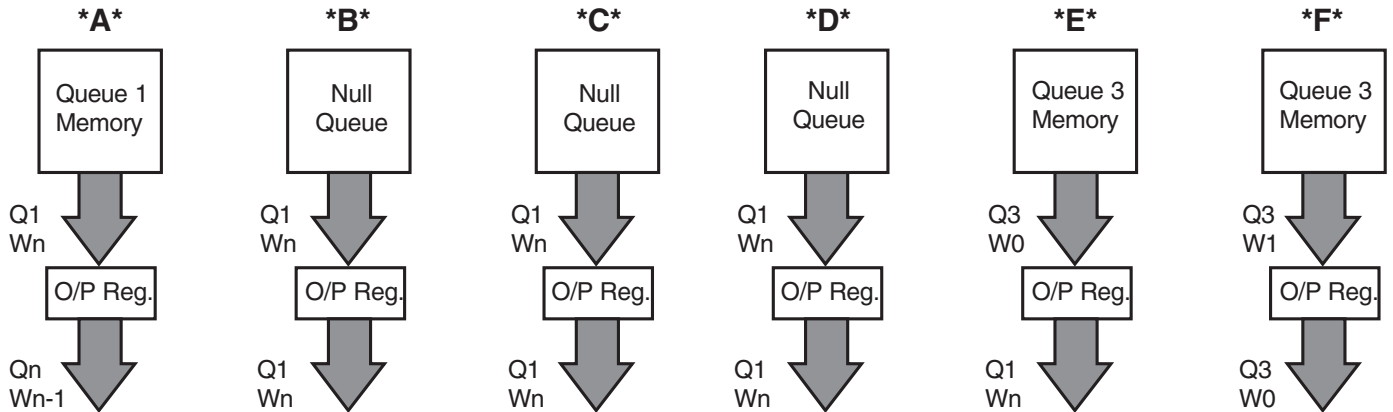 *A* *B* *C* *D* *E* *F*
Queue 1 Memory
Null Queue
Null Queue
Null Queue
Queue 3 Memory
Queue 3 Memory
Q1 Q1 Q1 Q1 Q3 Q3
Wn Wn Wn Wn W0 W1
O/P Reg. O/P Reg. O/P Reg. O/P Reg. O/P Reg. O/P Reg.
Qn Q1 Q1 Q1 Q1 Q3
Wn-1 Wn Wn Wn Wn W0